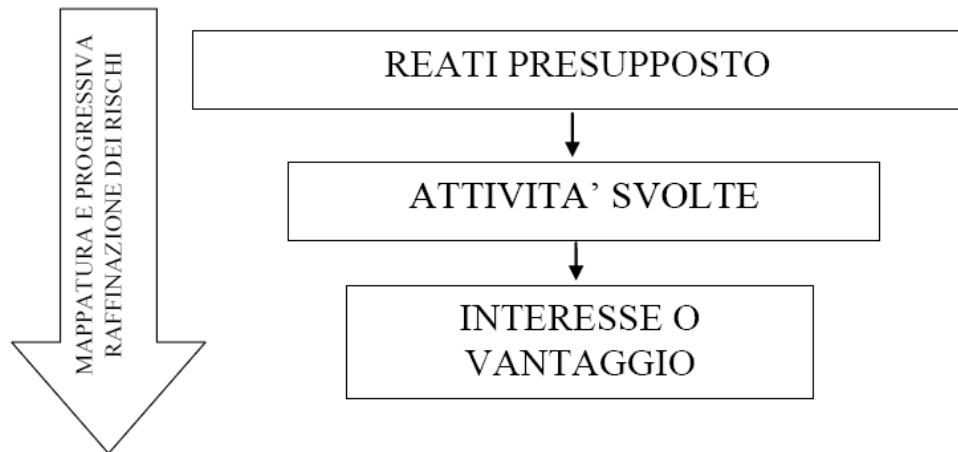 MAPPATURA E PROGRESSIVA
RAFFINAZIONE DEI RISCHI
REATI PRESUPPOSTO
ATTIVITA’ SVOLTE
INTERESSE O
VANTAGGIO